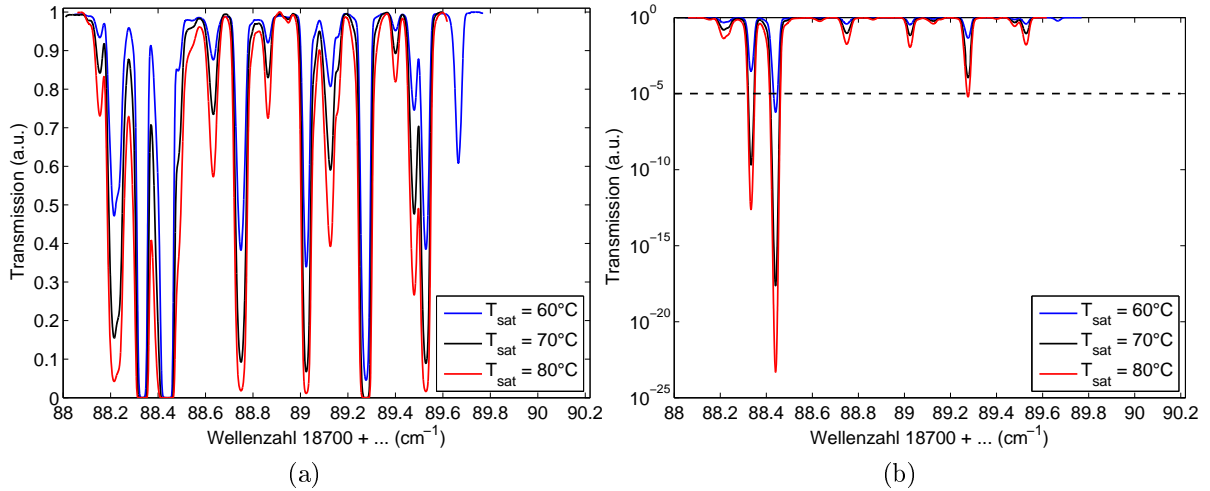 1
0.9
0.8
0.7
0.6
0.5
0.4
0.3
0.2
0.1
0
Transmission (a.u.)
88 88.2 88.4 88.6 88.8 89 89.2 89.4 89.6 89.8 90 90.2
Wellenzahl 18700 + ... (cm⁻¹)
T_sat = 60°C
T_sat = 70°C
T_sat = 80°C
(a)
10⁰
10⁻⁵
10⁻¹⁰
10⁻¹⁵
10⁻²⁰
10⁻²⁵
Transmission (a.u.)
88 88.2 88.4 88.6 88.8 89 89.2 89.4 89.6 89.8 90 90.2
Wellenzahl 18700 + ... (cm⁻¹)
T_sat = 60°C
T_sat = 70°C
T_sat = 80°C
(b)